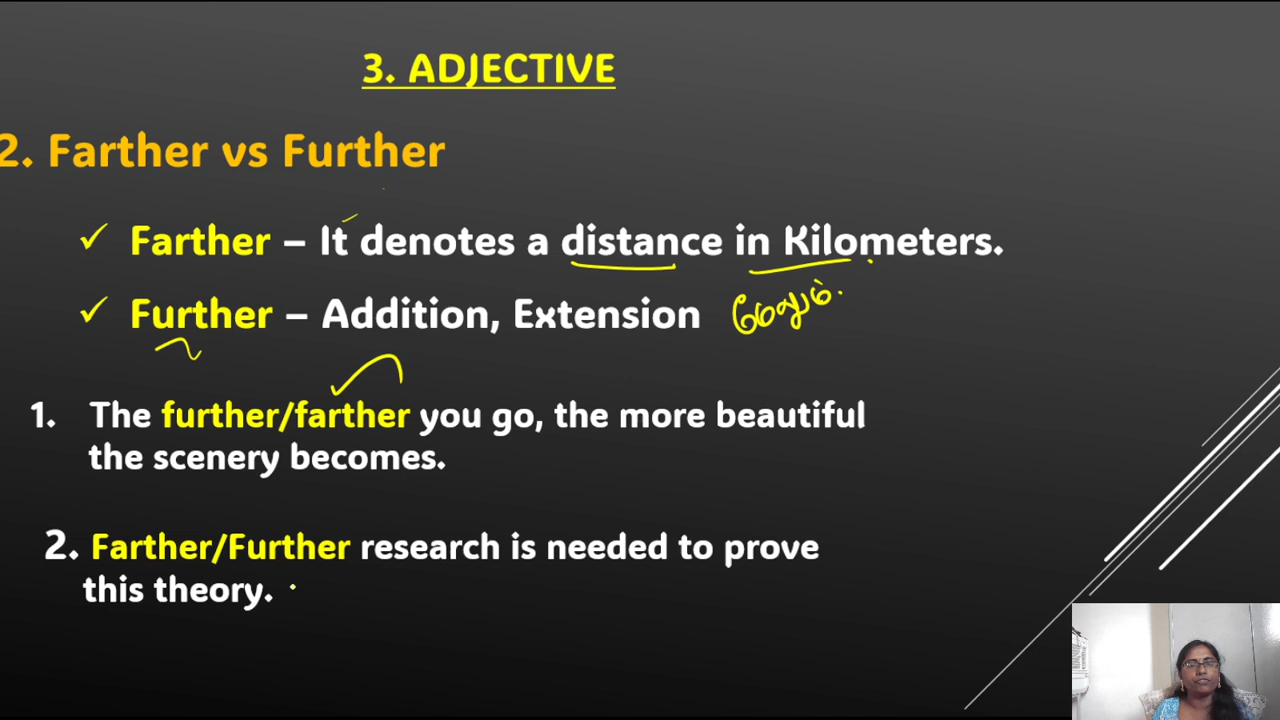 3. ADJECTIVE
2. Farther vs Further
✓ Farther – It denotes a distance in Kilometers.
✓ Further – Addition, Extension மேலும்.
1. The further/farther you go, the more beautiful
the scenery becomes.
2. Farther/Further research is needed to prove
this theory.